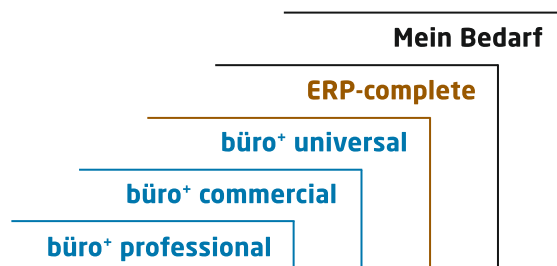 Mein Bedarf
ERP-complete
büro⁺ universal
büro⁺ commercial
büro⁺ professional